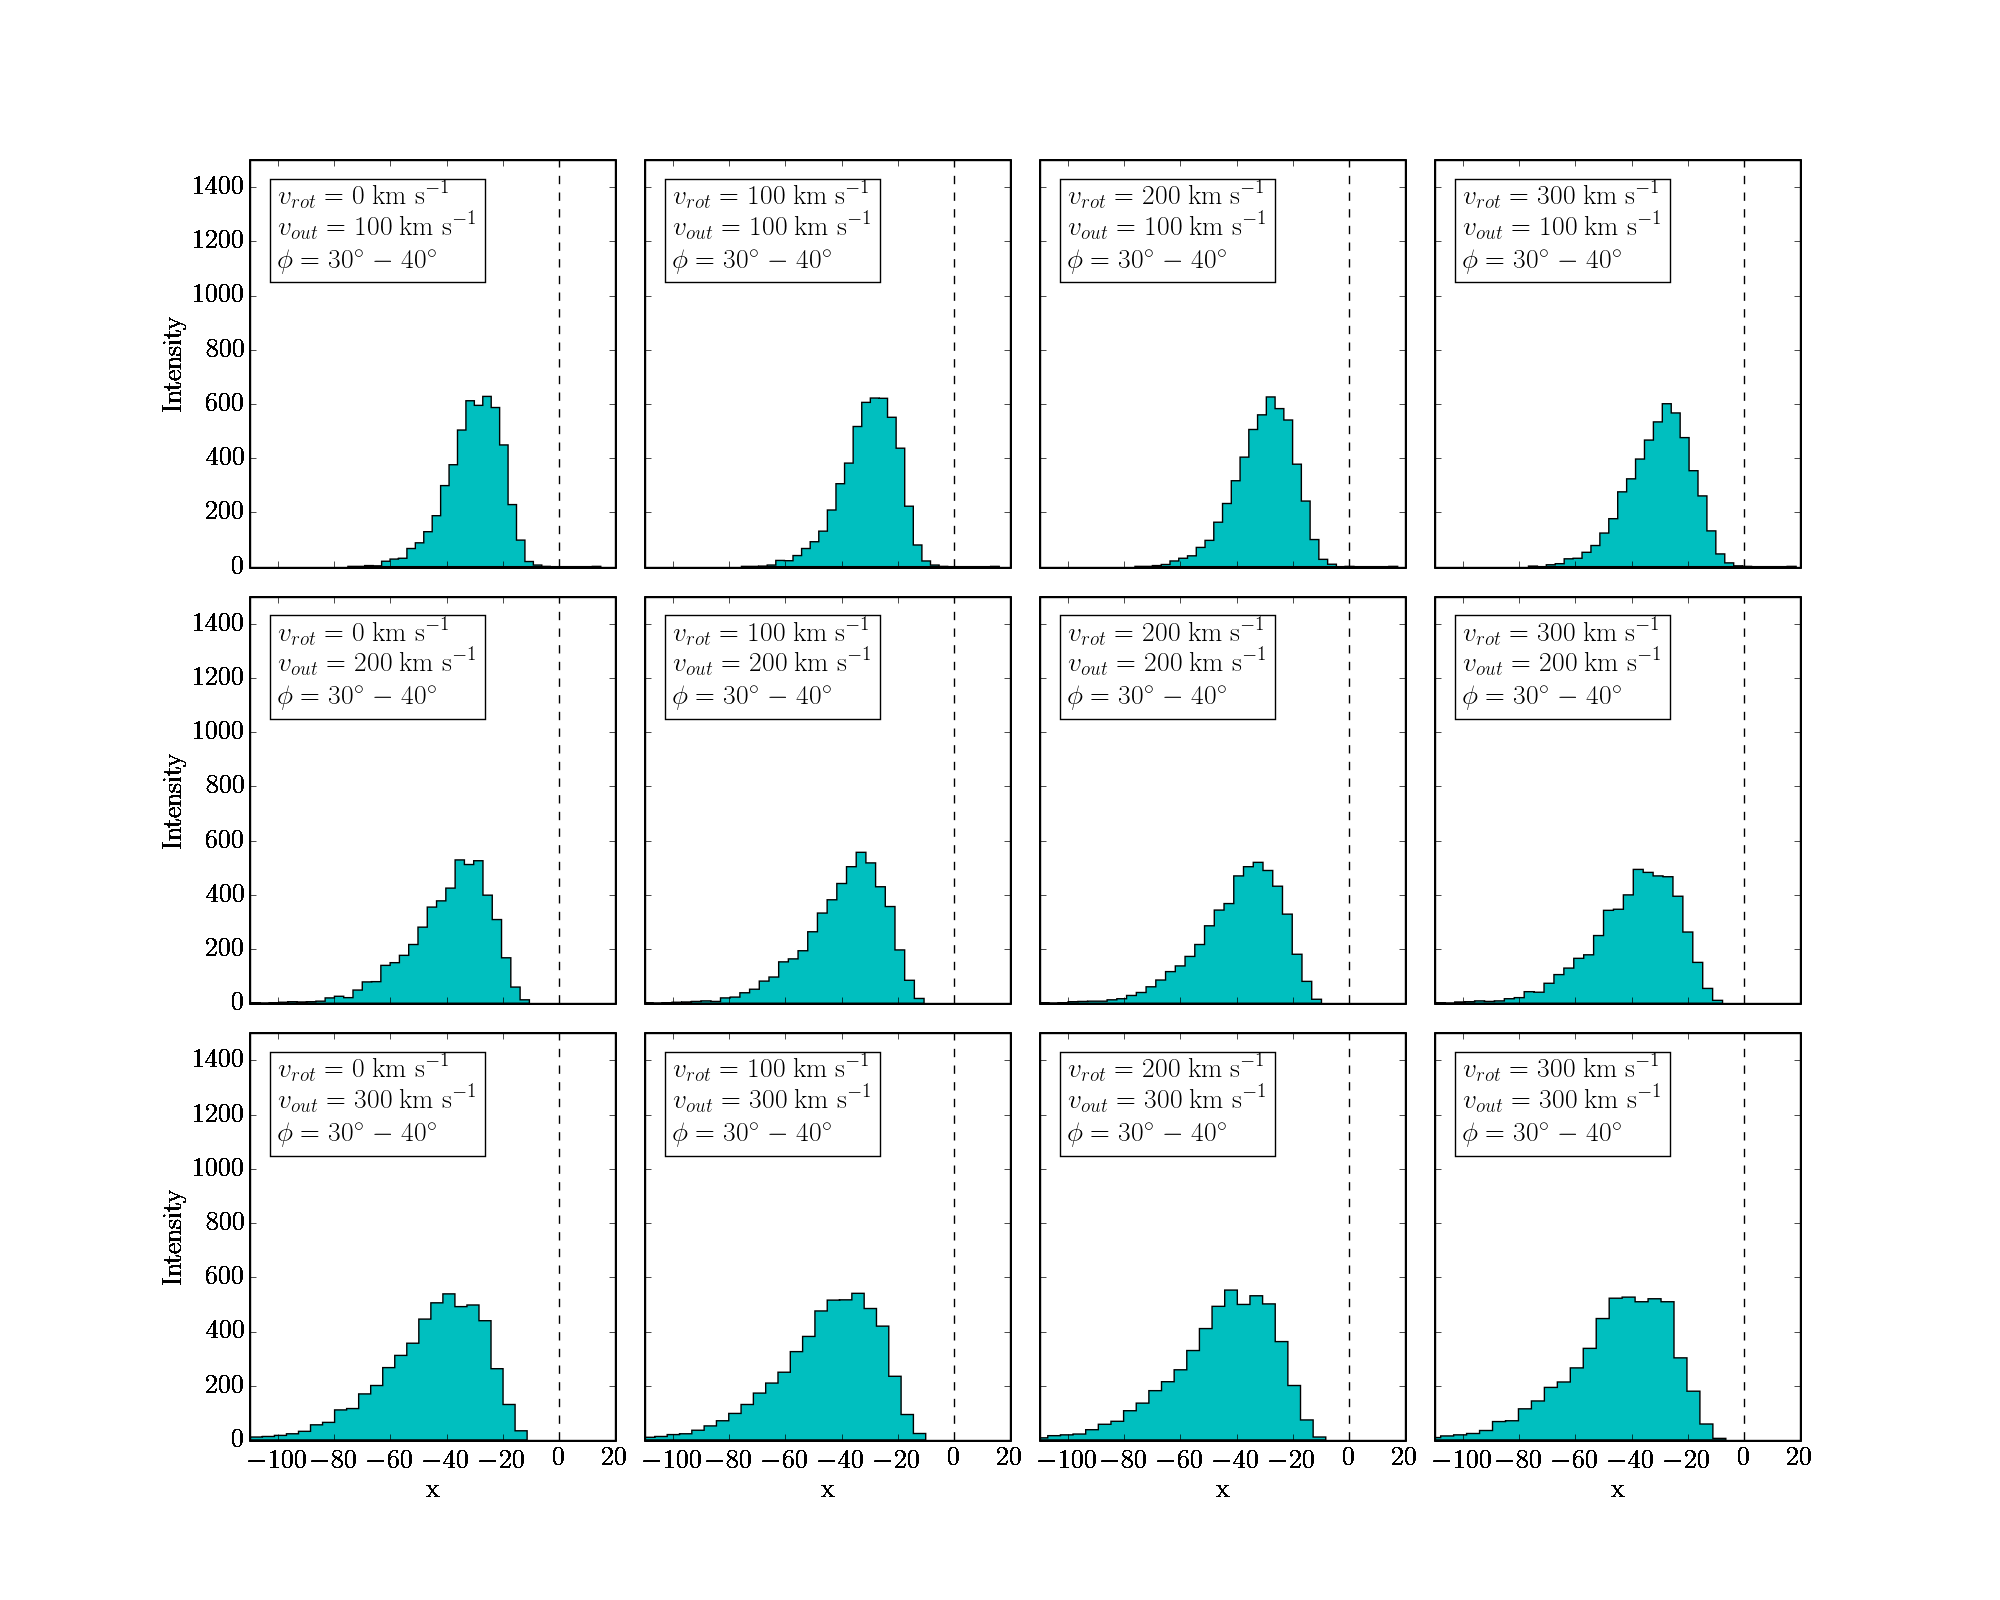 1400
1200
1000
800
600
400
200
0
Intensity
v_rot = 0 km s⁻¹
v_out = 100 km s⁻¹
ϕ = 30° − 40°
v_rot = 100 km s⁻¹
v_out = 100 km s⁻¹
ϕ = 30° − 40°
v_rot = 200 km s⁻¹
v_out = 100 km s⁻¹
ϕ = 30° − 40°
v_rot = 300 km s⁻¹
v_out = 100 km s⁻¹
ϕ = 30° − 40°
1400
1200
1000
800
600
400
200
0
Intensity
v_rot = 0 km s⁻¹
v_out = 200 km s⁻¹
ϕ = 30° − 40°
v_rot = 100 km s⁻¹
v_out = 200 km s⁻¹
ϕ = 30° − 40°
v_rot = 200 km s⁻¹
v_out = 200 km s⁻¹
ϕ = 30° − 40°
v_rot = 300 km s⁻¹
v_out = 200 km s⁻¹
ϕ = 30° − 40°
1400
1200
1000
800
600
400
200
0
Intensity
v_rot = 0 km s⁻¹
v_out = 300 km s⁻¹
ϕ = 30° − 40°
v_rot = 100 km s⁻¹
v_out = 300 km s⁻¹
ϕ = 30° − 40°
v_rot = 200 km s⁻¹
v_out = 300 km s⁻¹
ϕ = 30° − 40°
v_rot = 300 km s⁻¹
v_out = 300 km s⁻¹
ϕ = 30° − 40°
−100 −80 −60 −40 −20 0 20
x
−100 −80 −60 −40 −20 0 20
x
−100 −80 −60 −40 −20 0 20
x
−100 −80 −60 −40 −20 0 20
x